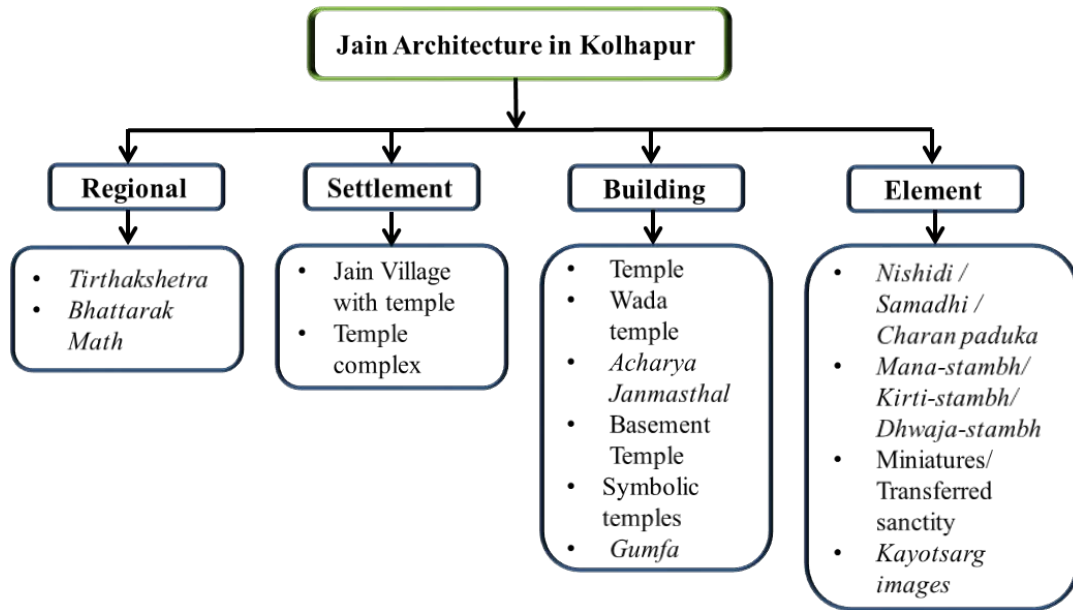 Jain Architecture in Kolhapur
Regional
Settlement
Building
Element
• Tirthakshetra
• Bhattarak
Math
• Jain Village
with temple
• Temple
complex
• Temple
• Wada
temple
• Acharya
Janmasthal
• Basement
Temple
• Symbolic
temples
• Gumfa
• Nishidi /
Samadhi /
Charan paduka
• Mana-stambh/
Kirti-stambh/
Dhwaja-stambh
• Miniatures/
Transferred
sanctity
• Kayotsarg
images